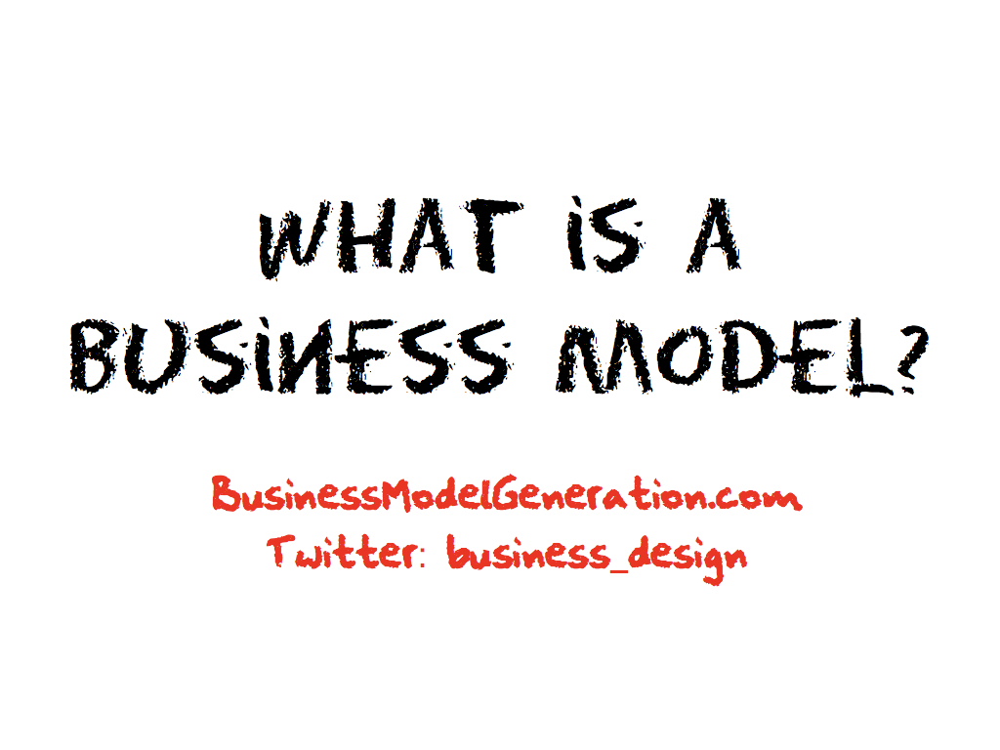 WHAT iS A
BUSiNESS MODEL?
BusinessModelGeneration.com
Twitter: business_design